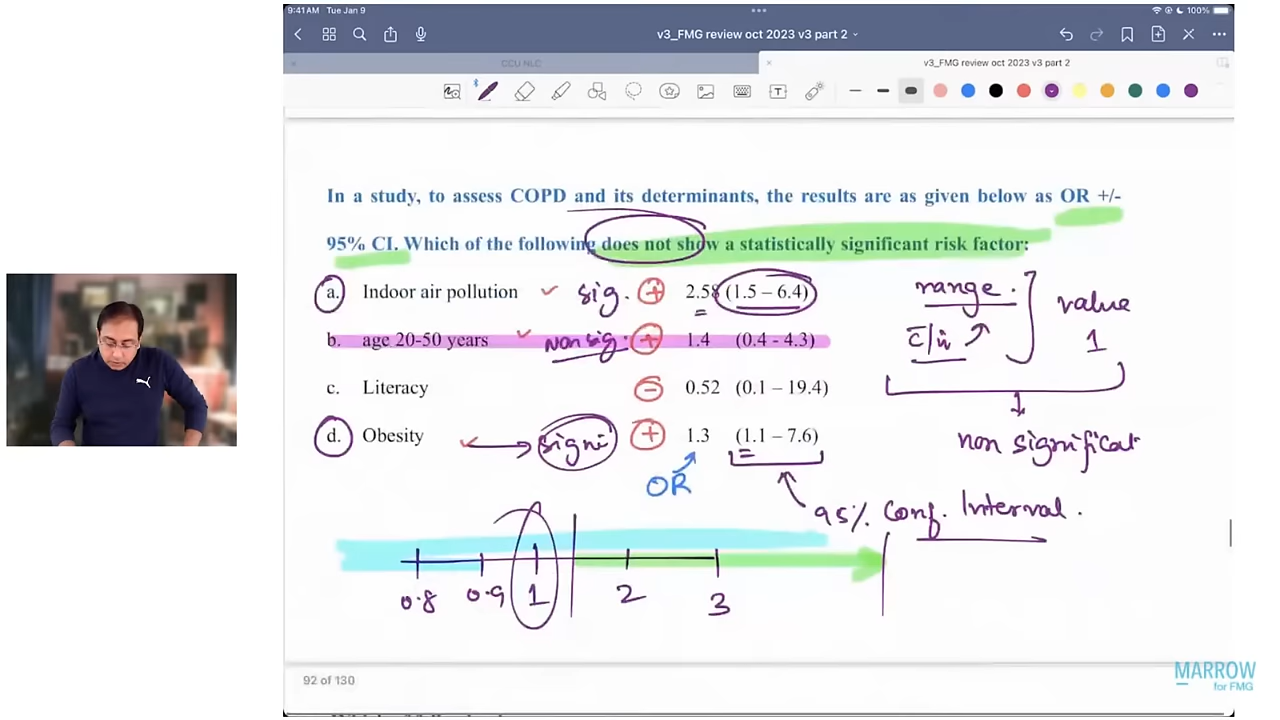 9:41 AM Tue Jan 9
100%
v3_FMG review oct 2023 v3 part 2
CCU NLC
v3_FMG review oct 2023 v3 part 2
In a study, to assess COPD and its determinants, the results are as given below as OR +/-
95% CI. Which of the following does not show a statistically significant risk factor:
a. Indoor air pollution sig. + 2.58 (1.5 – 6.4)
b. age 20-50 years Non sig. + 1.4 (0.4 - 4.3)
c. Literacy − 0.52 (0.1 – 19.4)
d. Obesity signi + 1.3 (1.1 – 7.6)
range.
value
1
non significat
OR
95% Conf. Interval.
0.8 0.9 1 2 3
92 of 130
MARROW
for FMG